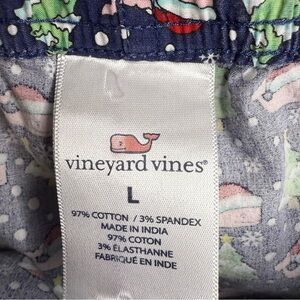 vineyard vines®
L
97% COTTON / 3% SPANDEX
MADE IN INDIA
97% COTON
3% ÉLASTHANNE
FABRIQUÉ EN INDE